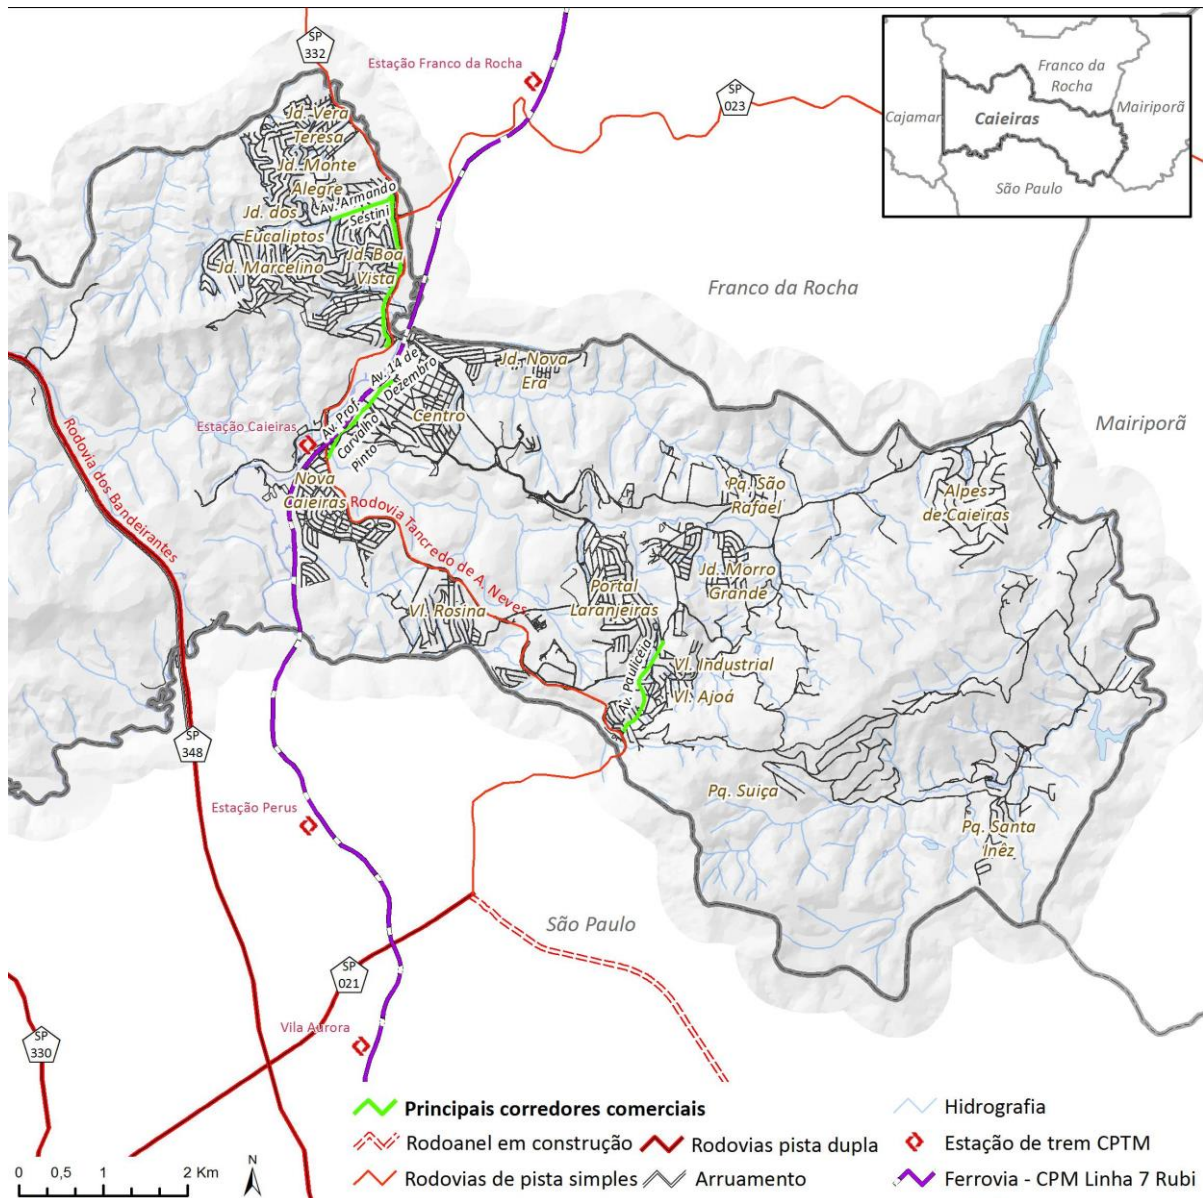 SP
332
Estação Franco da Rocha
SP
023
Franco da
Rocha
Mairiporã
Cajamar
Caieiras
São Paulo
Jd. Vera
Teresa
Jd. Monte
Alegre
Av. Armando
Sestini
Jd. dos
Eucaliptos
Jd. Boa
Vista
Jd. Marcelino
Franco da Rocha
Jd. Nova
Era
Av. 14 de
Dezembro
Centro
Av. Prof.
Carvalho
Pinto
Estação Caieiras
Mairiporã
Rodovia dos Bandeirantes
Nova
Caieiras
Rodovia Tancredo de A. Neves
Pq. São
Rafael
Alpes
de Caieiras
Portal
Laranjeiras
Jd. Morro
Grande
Vl. Rosina
Av. Paulicéia
Vl. Industrial
Vl. Ajoá
SP
348
Pq. Suiça
Estação Perus
Pq. Santa
Inêz
São Paulo
SP
021
Vila Aurora
SP
330
Principais corredores comerciais
Hidrografia
Rodoanel em construção
Rodovias pista dupla
Estação de trem CPTM
Rodovias de pista simples
Arruamento
Ferrovia - CPM Linha 7 Rubi
0 0,5 1 2 Km
N